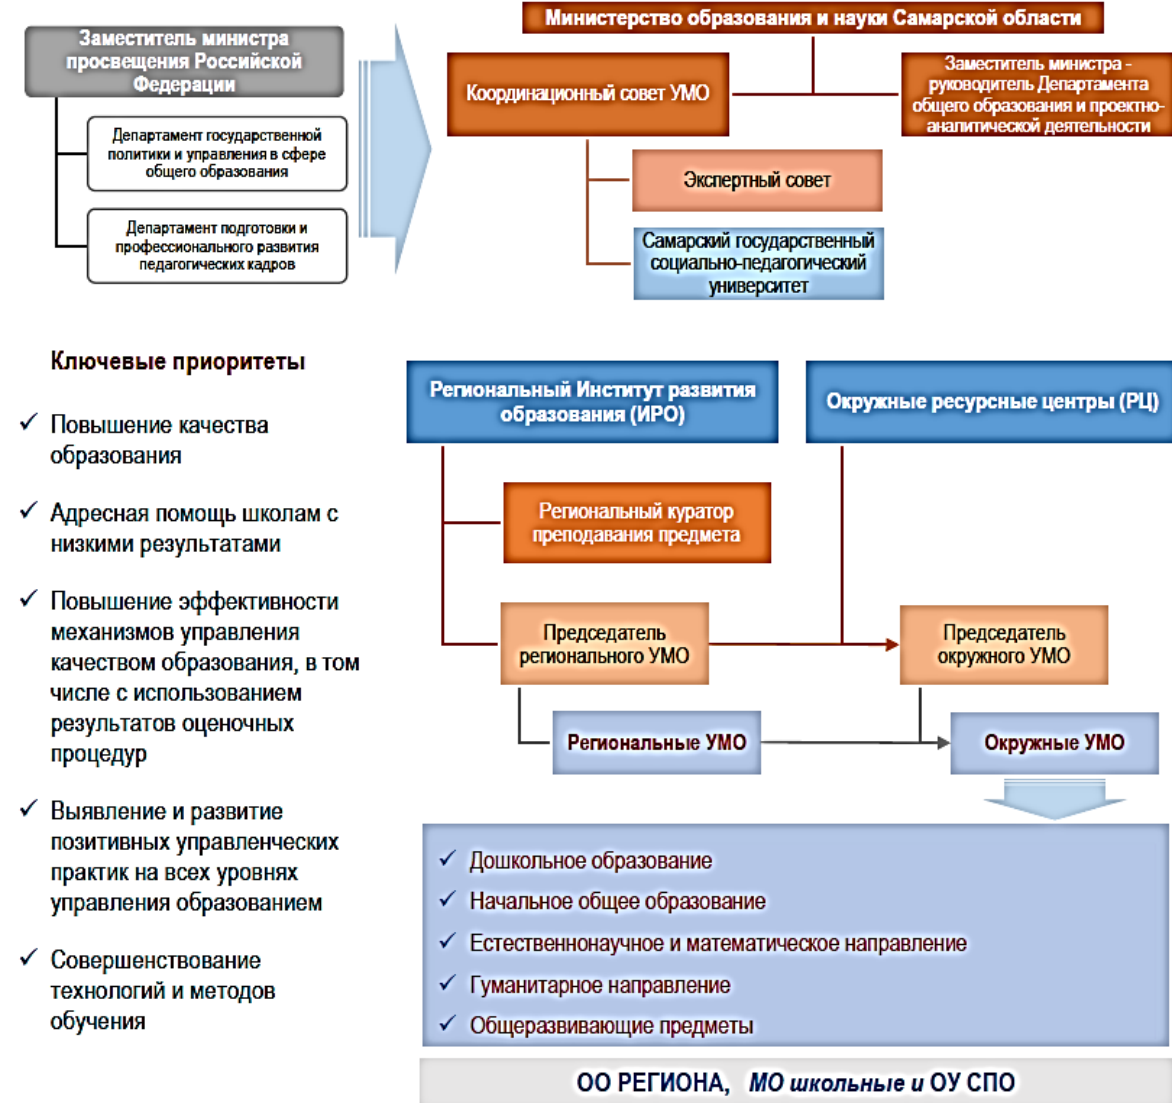 Заместитель министра
просвещения Российской
Федерации
Департамент государственной
политики и управления в сфере
общего образования
Департамент подготовки и
профессионального развития
педагогических кадров
Министерство образования и науки Самарской области
Координационный совет УМО
Заместитель министра -
руководитель Департамента
общего образования и проектно-
аналитической деятельности
Экспертный совет
Самарский государственный
социально-педагогический
университет
Ключевые приоритеты
✓ Повышение качества
образования
✓ Адресная помощь школам с
низкими результатами
✓ Повышение эффективности
механизмов управления
качеством образования, в том
числе с использованием
результатов оценочных
процедур
✓ Выявление и развитие
позитивных управленческих
практик на всех уровнях
управления образованием
✓ Совершенствование
технологий и методов
обучения
Региональный Институт развития
образования (ИРО)
Окружные ресурсные центры (РЦ)
Региональный куратор
преподавания предмета
Председатель
регионального УМО
Председатель
окружного УМО
Региональные УМО
Окружные УМО
✓ Дошкольное образование
✓ Начальное общее образование
✓ Естественнонаучное и математическое направление
✓ Гуманитарное направление
✓ Общеразвивающие предметы
ОО РЕГИОНА, МО школьные и ОУ СПО